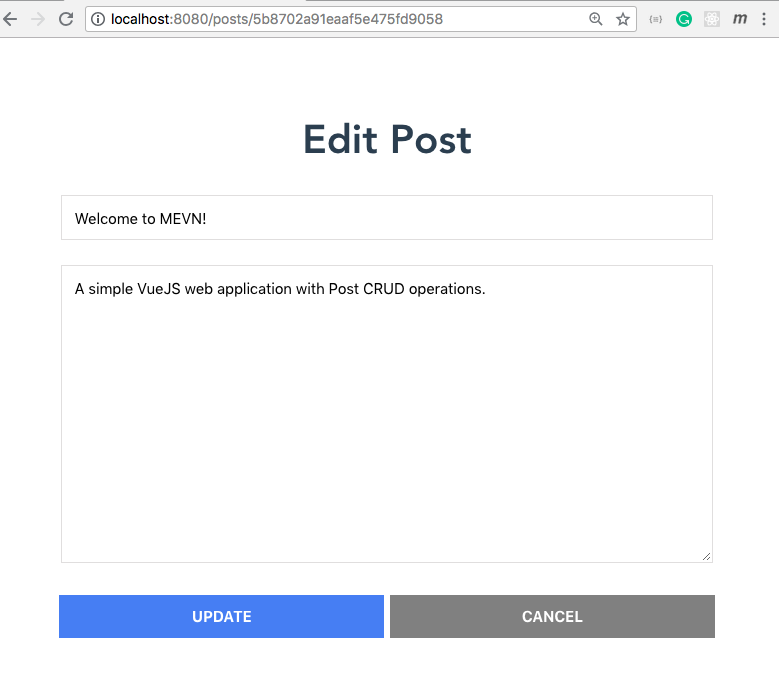 localhost:8080/posts/5b8702a91eaaf5e475fd9058
{=}
G
m
Edit Post
Welcome to MEVN!
A simple VueJS web application with Post CRUD operations.
UPDATE
CANCEL